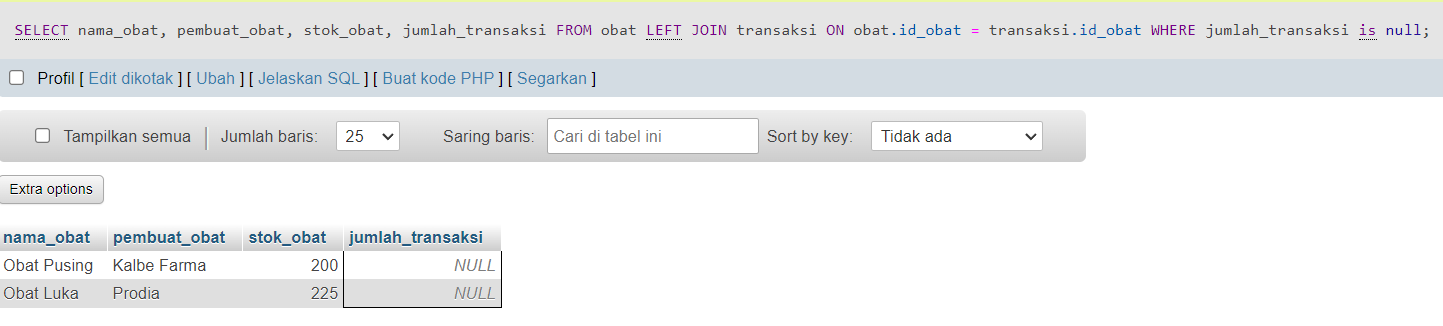 SELECT nama_obat, pembuat_obat, stok_obat, jumlah_transaksi FROM obat LEFT JOIN transaksi ON obat.id_obat = transaksi.id_obat WHERE jumlah_transaksi is null;
Profil [ Edit dikotak ] [ Ubah ] [ Jelaskan SQL ] [ Buat kode PHP ] [ Segarkan ]
Tampilkan semua | Jumlah baris: 25 Saring baris: Cari di tabel ini Sort by key: Tidak ada
Extra options
nama_obat pembuat_obat stok_obat jumlah_transaksi
Obat Pusing Kalbe Farma 200 NULL
Obat Luka Prodia 225 NULL